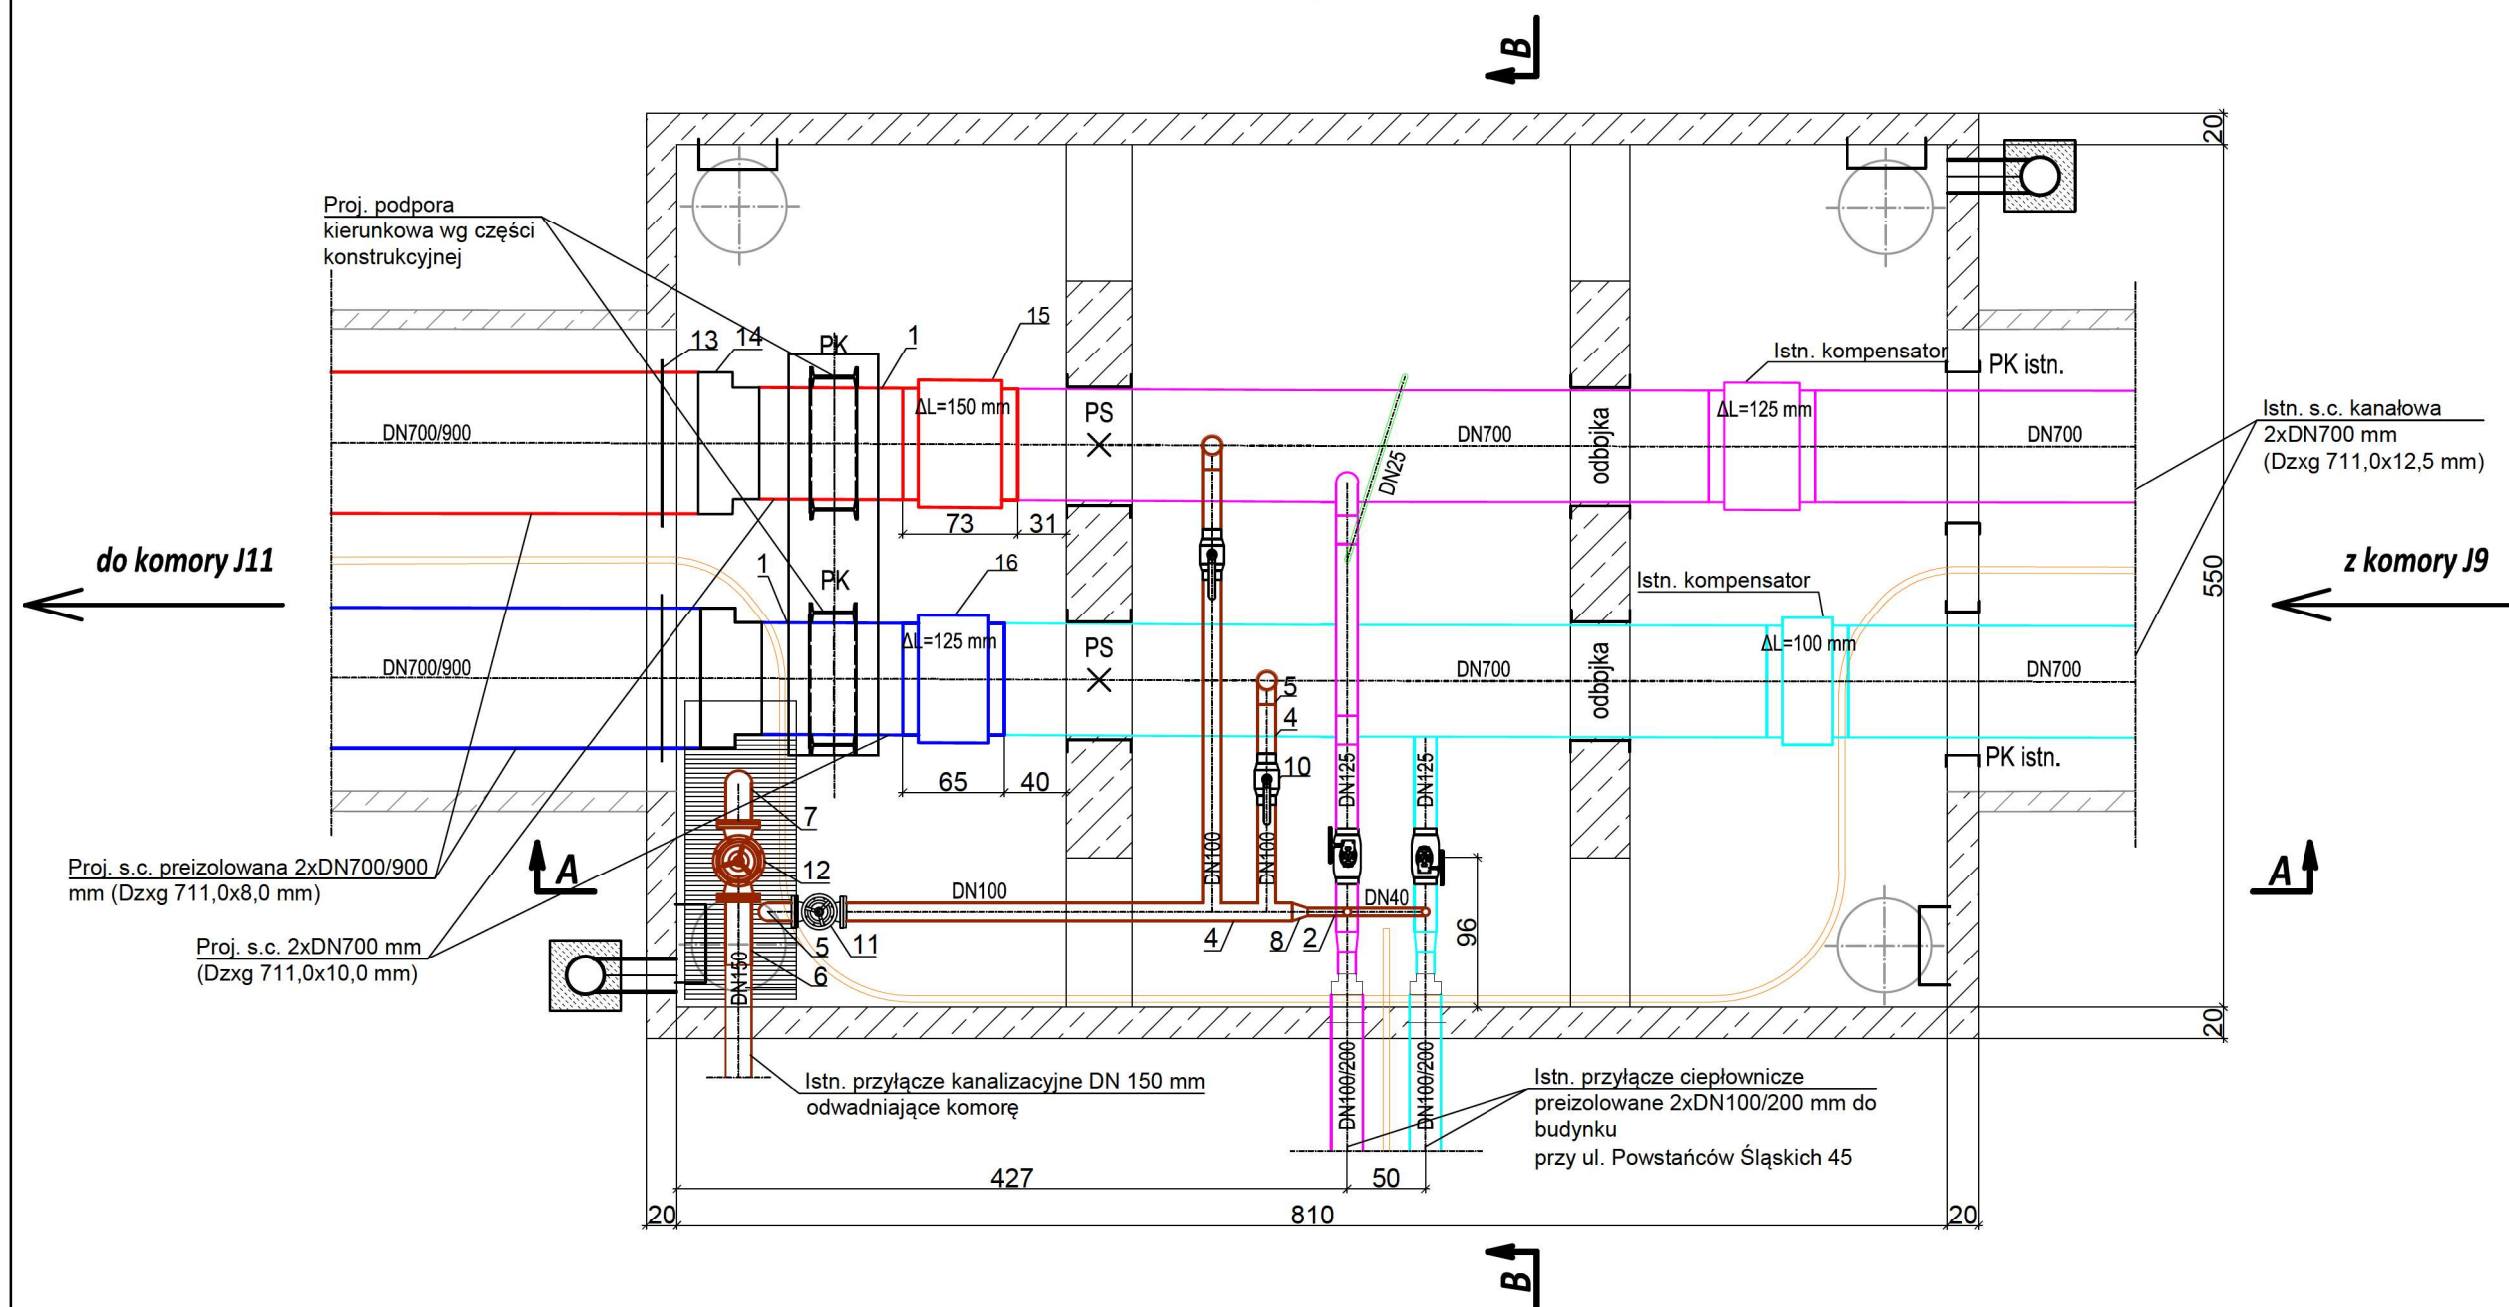 B
20
Proj. podpora
kierunkowa wg części
konstrukcyjnej
13
14
PK
1
15
Istn. kompensator
PK istn.
ΔL=150 mm
PS
odbojka
ΔL=125 mm
Istn. s.c. kanałowa
2xDN700 mm
(Dzxg 711,0x12,5 mm)
DN700/900
DN700
DN700
DN25
73
31
do komory J11
z komory J9
550
1
PK
16
Istn. kompensator
ΔL=125 mm
PS
odbojka
ΔL=100 mm
DN700/900
DN700
DN700
5
4
10
65
40
PK istn.
DN125
DN125
7
12
DN100
DN100
Proj. s.c. preizolowana 2xDN700/900
mm (Dzxg 711,0x8,0 mm)
A
A
DN100
DN40
Proj. s.c. 2xDN700 mm
(Dzxg 711,0x10,0 mm)
5
11
4
8
2
96
6
DN150
20
Istn. przyłącze kanalizacyjne DN 150 mm
odwadniające komorę
DN100/200
DN100/200
Istn. przyłącze ciepłownicze
preizolowane 2xDN100/200 mm do
budynku
przy ul. Powstańców Śląskich 45
427
50
20
810
20
B